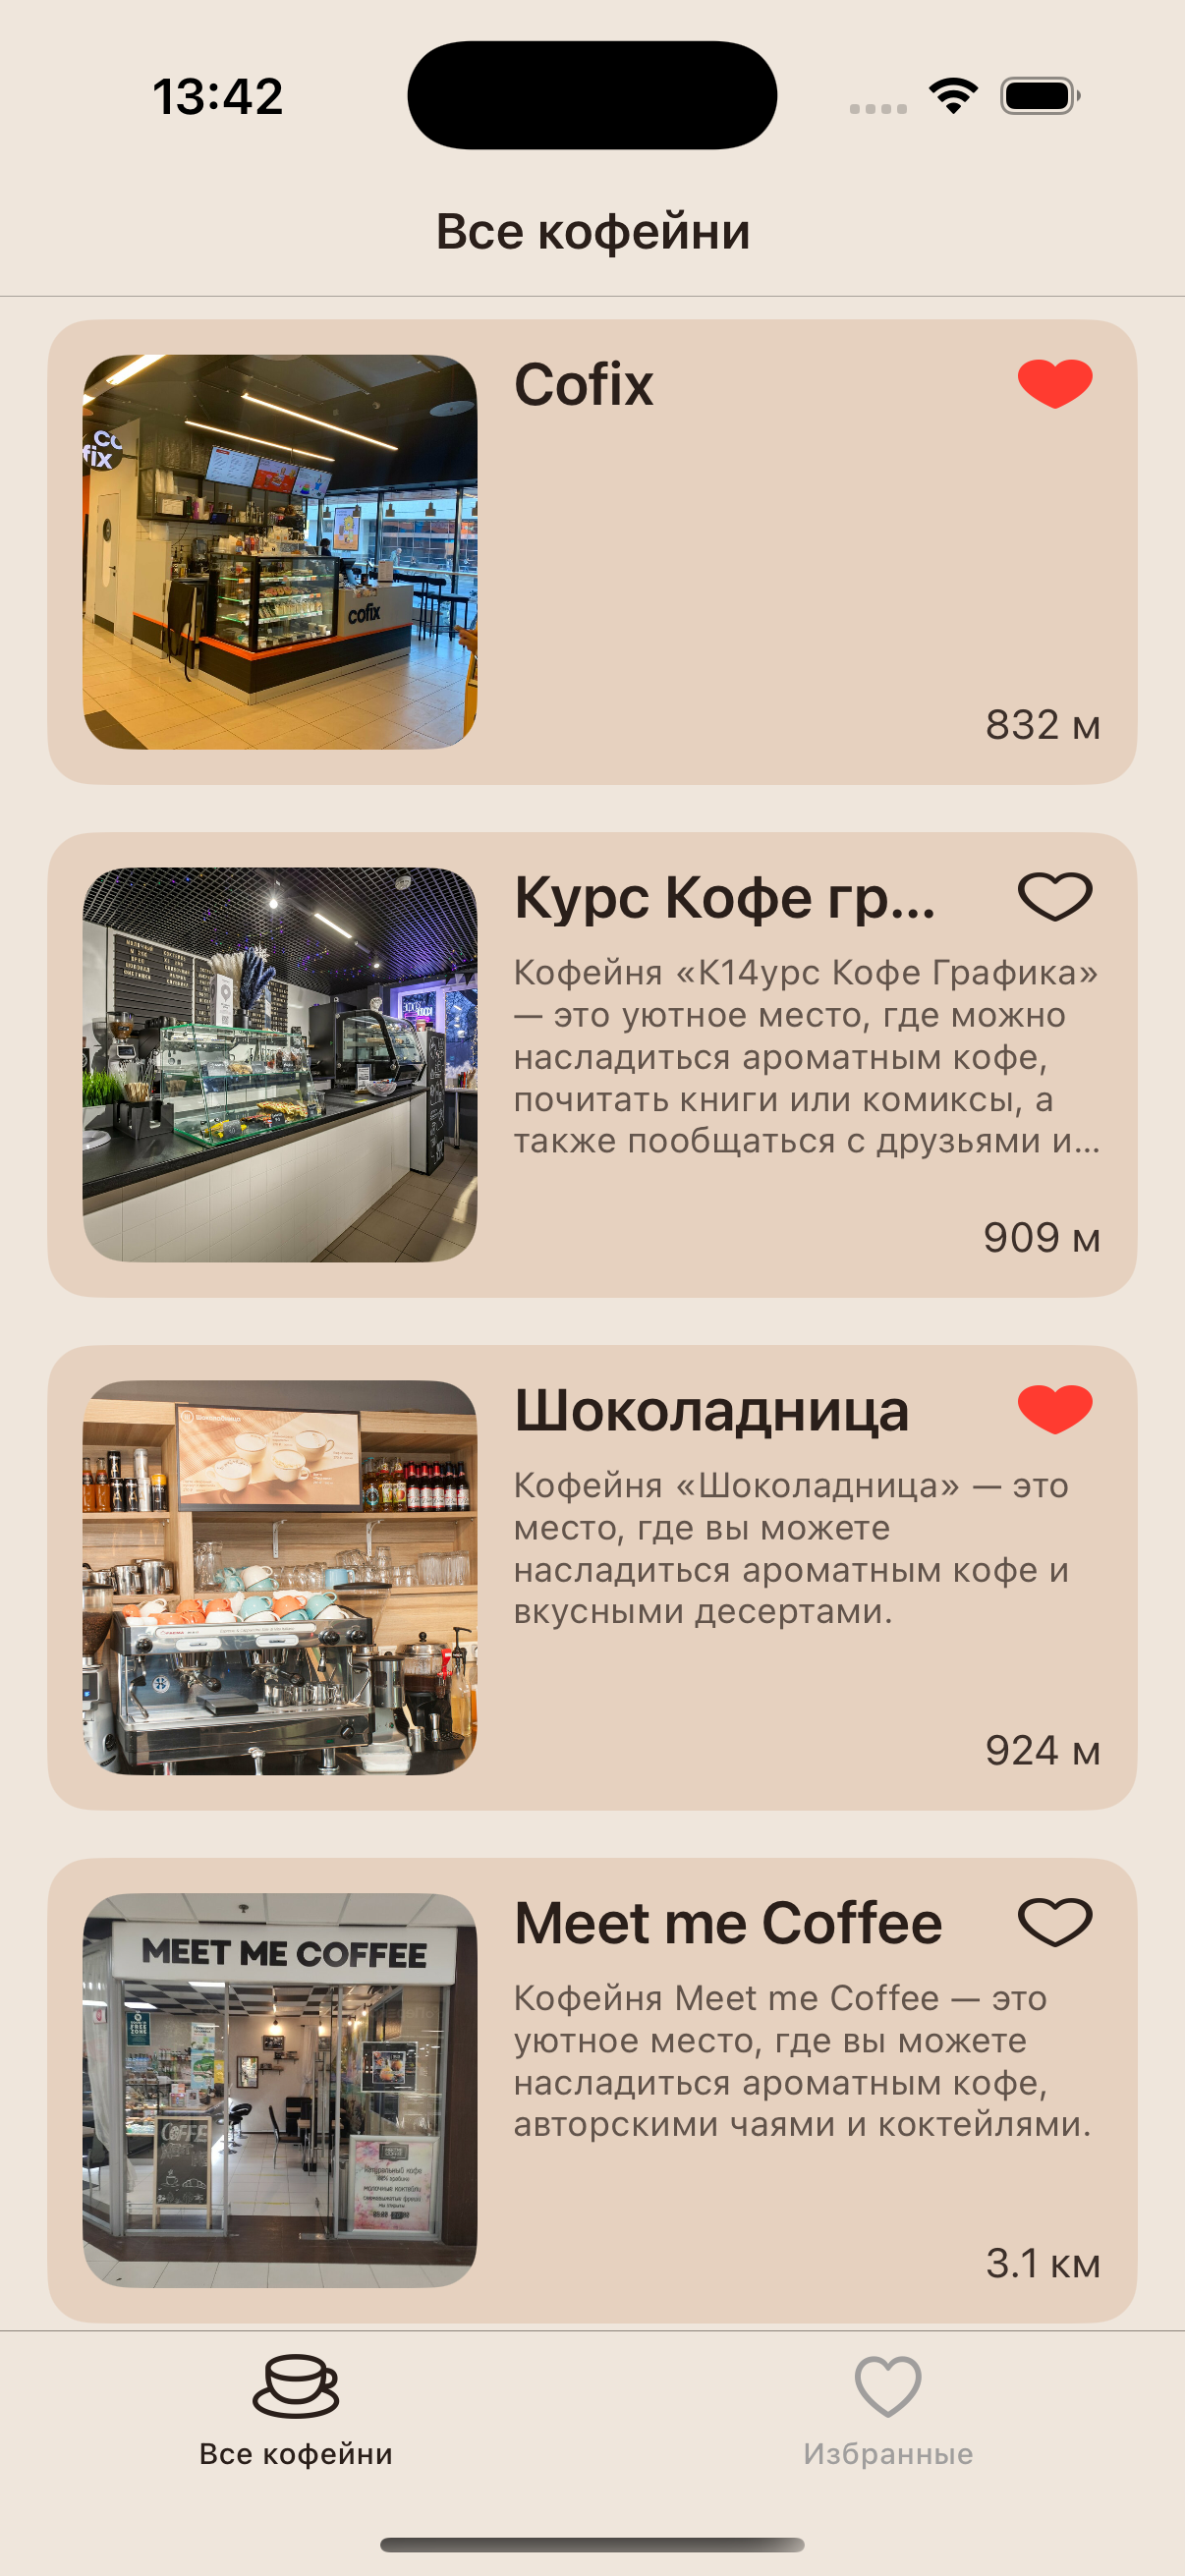 13:42
Все кофейни
Cofix
co
fix
cofix
832 м
Курс Кофе гр...
Кофейня «К14урс Кофе Графика»
— это уютное место, где можно
насладиться ароматным кофе,
почитать книги или комиксы, а
также пообщаться с друзьями и...
909 м
Шоколадница
Кофейня «Шоколадница» — это
место, где вы можете
насладиться ароматным кофе и
вкусными десертами.
924 м
MEET ME COFFEE
Meet me Coffee
Кофейня Meet me Coffee — это
уютное место, где вы можете
насладиться ароматным кофе,
авторскими чаями и коктейлями.
3.1 км
Все кофейни
Избранные